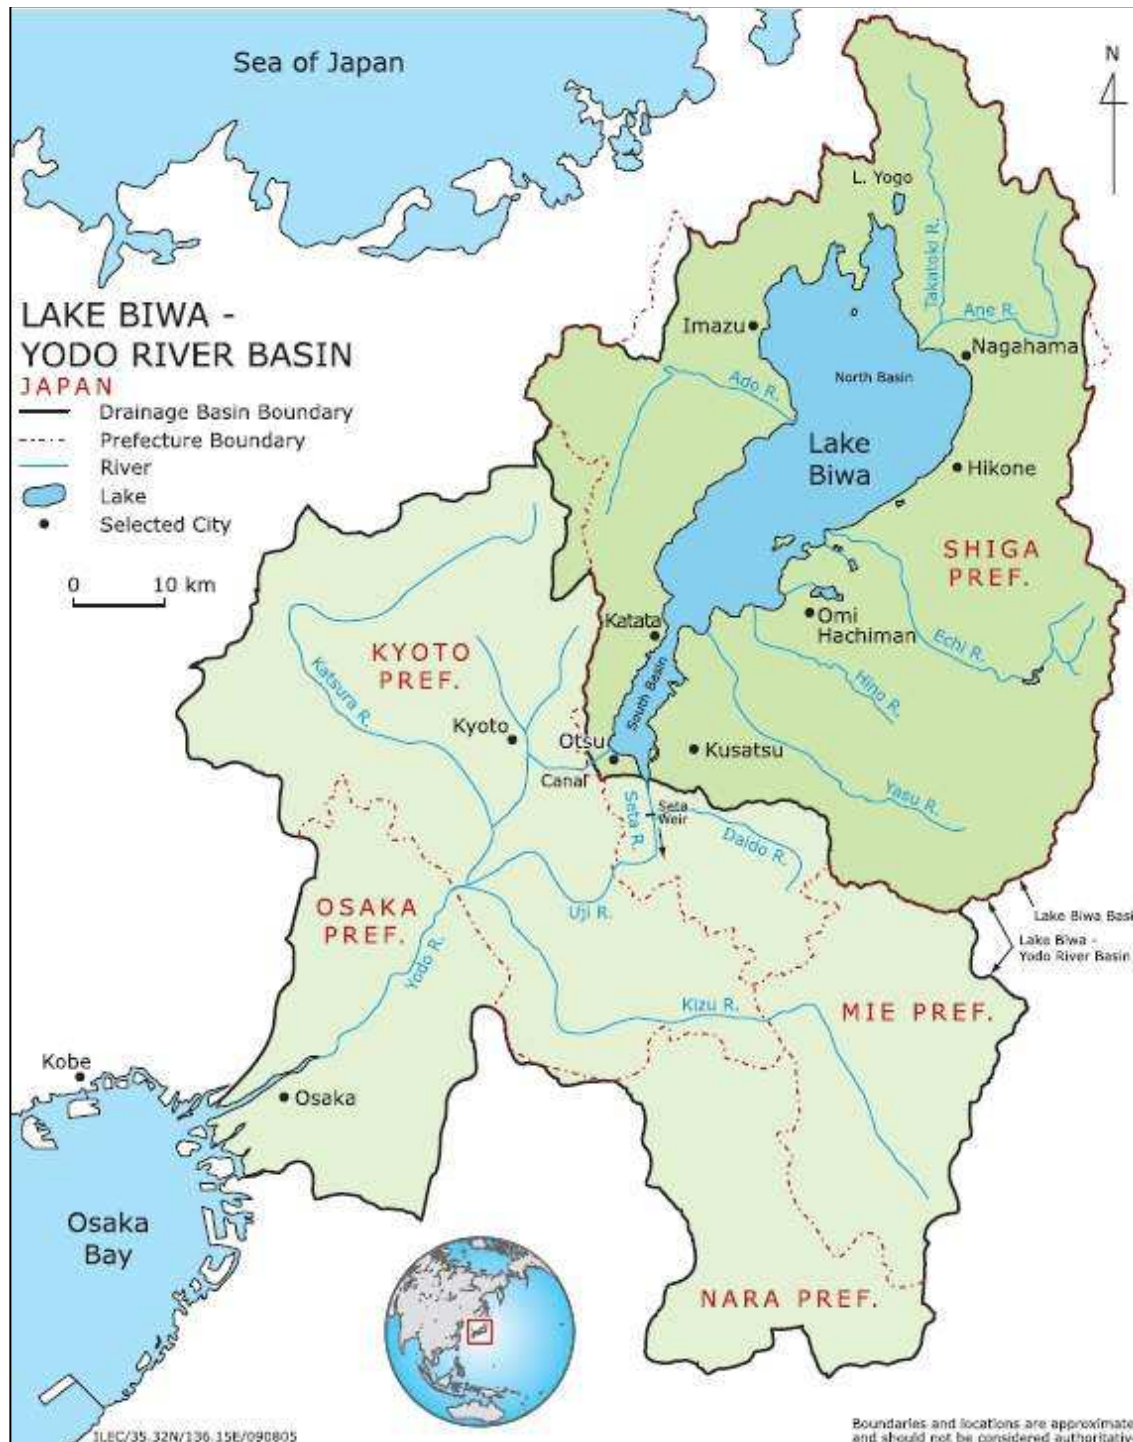 Sea of Japan
N
L. Yogo
LAKE BIWA -
YODO RIVER BASIN
JAPAN
Drainage Basin Boundary
Prefecture Boundary
River
Lake
Selected City
0 10 km
Takatoki R.
Ane R.
Imazu
Nagahama
Ado R.
North Basin
Lake
Biwa
Hikone
SHIGA
PREF.
Katata
Omi
Hachiman
Echi R.
Hino R.
KYOTO
PREF.
Katsura R.
South Basin
Kyoto
Otsu
Kusatsu
Canal
Yasu R.
Seta R.
Seta
Weir
Daido R.
OSAKA
PREF.
Uji R.
Yodo R.
Lake Biwa Basi
Lake Biwa -
Yodo River Basin
Kizu R.
MIE PREF.
Kobe
Osaka
Osaka
Bay
NARA PREF.
ILEC/35.32N/136.15E/090805
Boundaries and locations are approximate
and should not be considered authoritativ